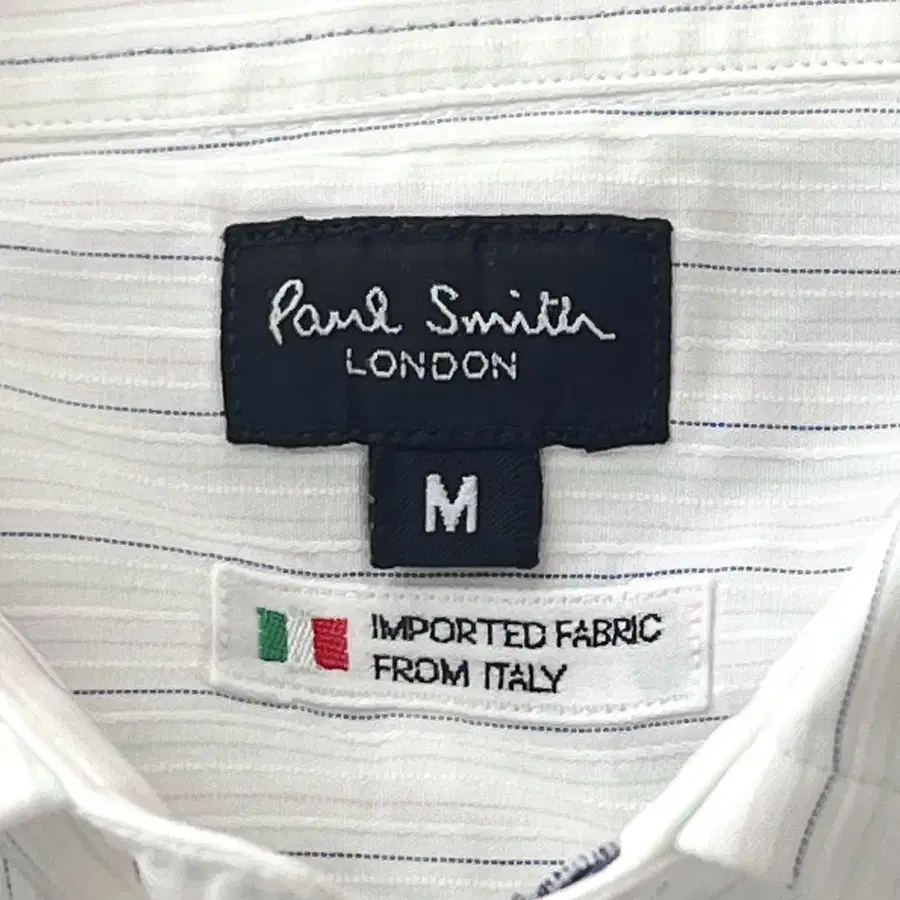 Paul Smith
LONDON
M
IMPORTED FABRIC
FROM ITALY